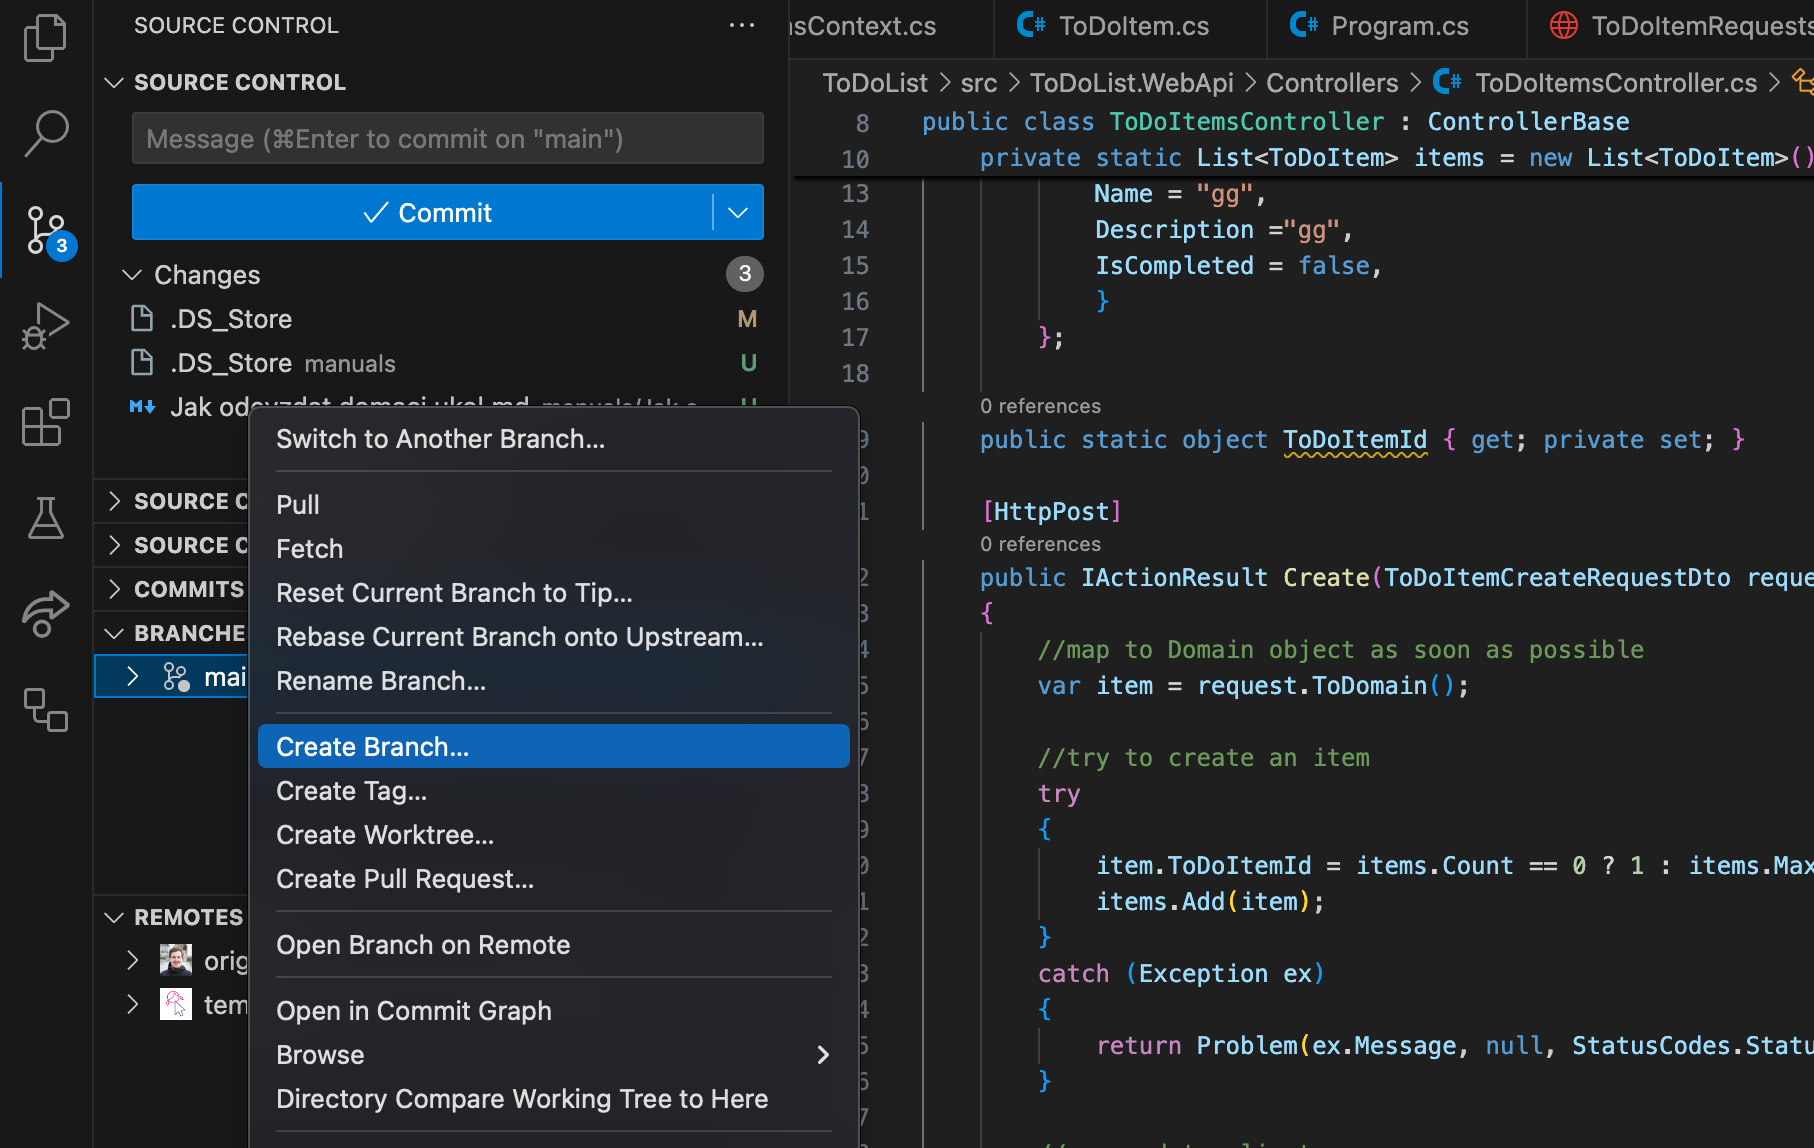 SOURCE CONTROL
SOURCE CONTROL
Message (⌘Enter to commit on "main")
Commit
3
Changes 3
.DS_Store M
.DS_Store manuals U
Switch to Another Branch...
Pull
Fetch
Reset Current Branch to Tip...
Rebase Current Branch onto Upstream...
Rename Branch...
Create Branch...
Create Tag...
Create Worktree...
Create Pull Request...
Open Branch on Remote
Open in Commit Graph
Browse
Directory Compare Working Tree to Here
SOURCE C
SOURCE C
COMMITS
BRANCHE
mai
REMOTES
orig
tem
sContext.cs
C# ToDoItem.cs
C# Program.cs
ToDoItemRequests
ToDoList > src > ToDoList.WebApi > Controllers > C# ToDoItemsController.cs >
8 public class ToDoItemsController : ControllerBase
10 private static List<ToDoItem> items = new List<ToDoItem>()
13 Name = "gg",
14 Description ="gg",
15 IsCompleted = false,
16 }
17 };
18
0 references
9 public static object ToDoItemId { get; private set; }
0
1 [HttpPost]
0 references
2 public IActionResult Create(ToDoItemCreateRequestDto reque
3 {
4 //map to Domain object as soon as possible
5 var item = request.ToDomain();
6
7 //try to create an item
8 try
9 {
0 item.ToDoItemId = items.Count == 0 ? 1 : items.Max
1 items.Add(item);
2 }
3 catch (Exception ex)
4 {
5 return Problem(ex.Message, null, StatusCodes.Statu
6 }
7